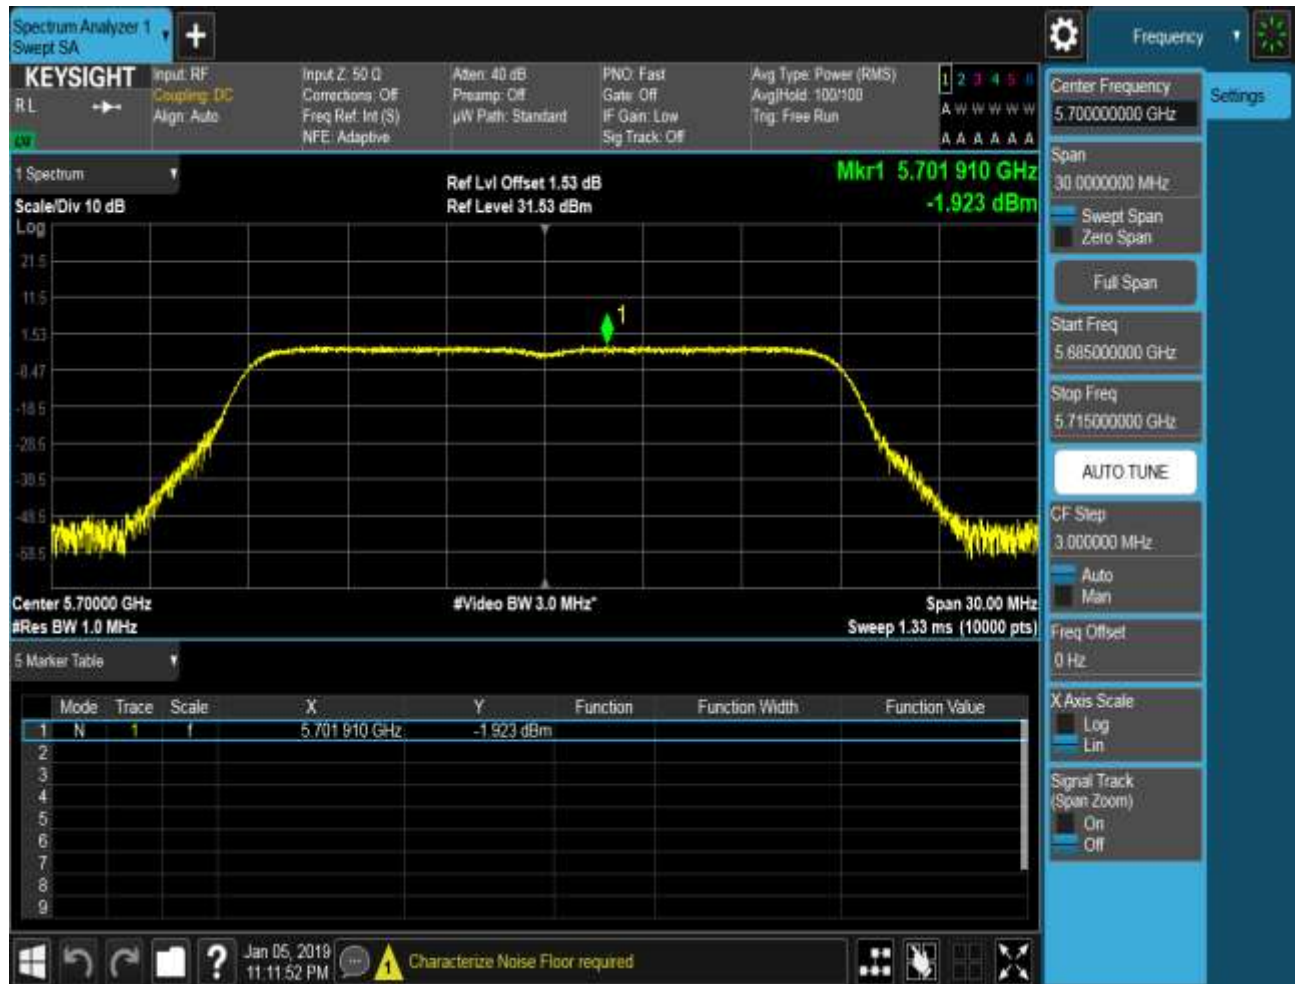 Spectrum Analyzer 1
Swept SA
Frequency
KEYSIGHT
R L
Input: RF
Coupling: DC
Align: Auto
Input Z: 50 Ω
Corrections: Off
Freq Ref: Int (S)
NFE: Adaptive
Atten: 40 dB
Preamp: Off
µW Path: Standard
PNO: Fast
Gate: Off
IF Gain: Low
Sig Track: Off
Avg Type: Power (RMS)
Avg|Hold: 100/100
Trig: Free Run
1 2 3 4 5 6
A W W W W W
A A A A A A
1 Spectrum
Scale/Div 10 dB
Ref Lvl Offset 1.53 dB
Ref Level 31.53 dBm
Mkr1 5.701 910 GHz
-1.923 dBm
Log
21.5
11.5
1.53
-8.47
-18.5
-28.5
-38.5
-48.5
-58.5
1
Center 5.70000 GHz
#Res BW 1.0 MHz
#Video BW 3.0 MHz*
Span 30.00 MHz
Sweep 1.33 ms (10000 pts)
5 Marker Table
Mode Trace Scale X Y Function Function Width Function Value
1 N 1 f 5.701 910 GHz -1.923 dBm
2
3
4
5
6
7
8
9
Jan 05, 2019
11:11:52 PM
Characterize Noise Floor required
Settings
Center Frequency
5.700000000 GHz
Span
30.0000000 MHz
Swept Span
Zero Span
Full Span
Start Freq
5.685000000 GHz
Stop Freq
5.715000000 GHz
AUTO TUNE
CF Step
3.000000 MHz
Auto
Man
Freq Offset
0 Hz
X Axis Scale
Log
Lin
Signal Track
(Span Zoom)
On
Off